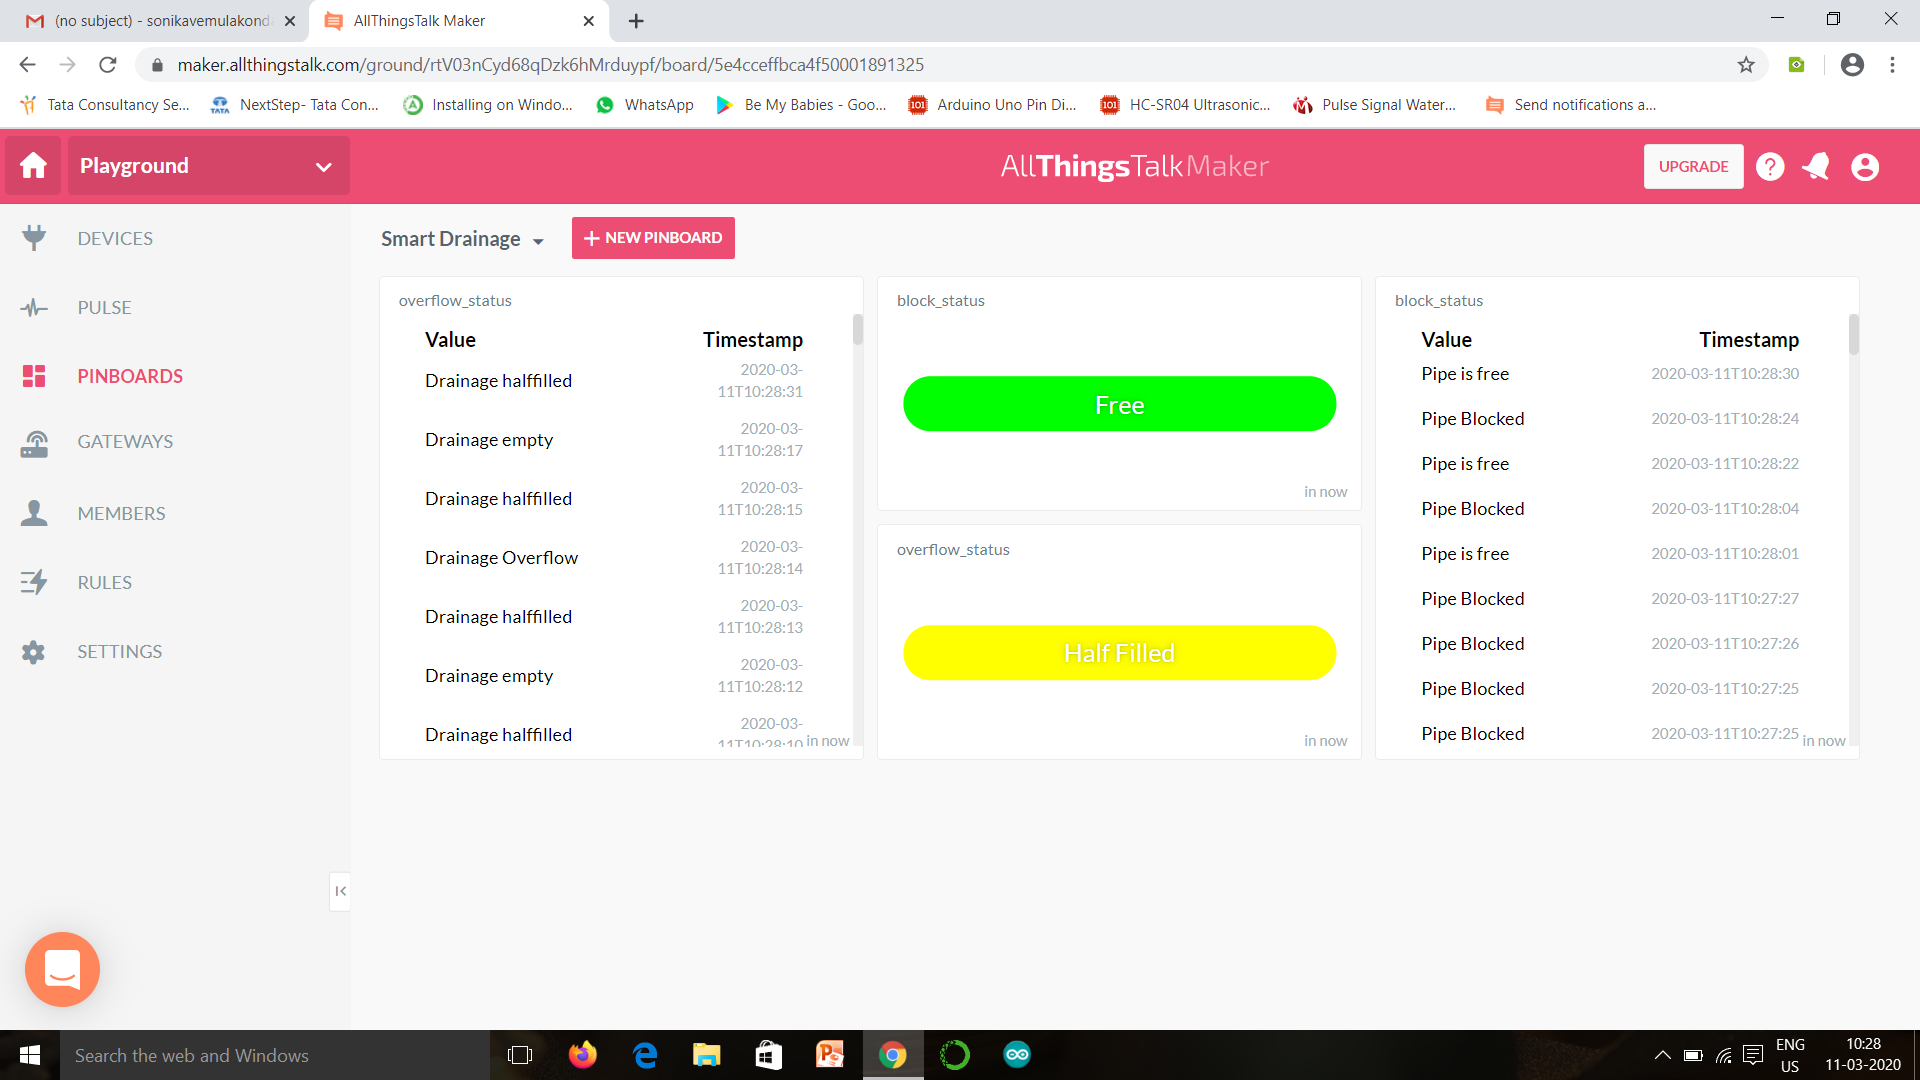 (no subject) - sonikavemulakond
AllThingsTalk Maker
maker.allthingstalk.com/ground/rtV03nCyd68qDzk6hMrduypf/board/5e4cceffbca4f50001891325
Tata Consultancy Se...
NextStep- Tata Con...
Installing on Windo...
WhatsApp
Be My Babies - Goo...
Arduino Uno Pin Di...
HC-SR04 Ultrasonic...
Pulse Signal Water...
Send notifications a...
Playground
AllThingsTalkMaker
UPGRADE
?
DEVICES
PULSE
PINBOARDS
GATEWAYS
MEMBERS
RULES
SETTINGS
Smart Drainage
+ NEW PINBOARD
overflow_status
Value Timestamp
Drainage halffilled 2020-03-
11T10:28:31
Drainage empty 2020-03-
11T10:28:17
Drainage halffilled 2020-03-
11T10:28:15
Drainage Overflow 2020-03-
11T10:28:14
Drainage halffilled 2020-03-
11T10:28:13
Drainage empty 2020-03-
11T10:28:12
Drainage halffilled 2020-03-
11T10:28:10 in now
block_status
Free
in now
overflow_status
Half Filled
in now
block_status
Value Timestamp
Pipe is free 2020-03-11T10:28:30
Pipe Blocked 2020-03-11T10:28:24
Pipe is free 2020-03-11T10:28:22
Pipe Blocked 2020-03-11T10:28:04
Pipe is free 2020-03-11T10:28:01
Pipe Blocked 2020-03-11T10:27:27
Pipe Blocked 2020-03-11T10:27:26
Pipe Blocked 2020-03-11T10:27:25
Pipe Blocked 2020-03-11T10:27:25 in now
Search the web and Windows
ENG
US
10:28
11-03-2020